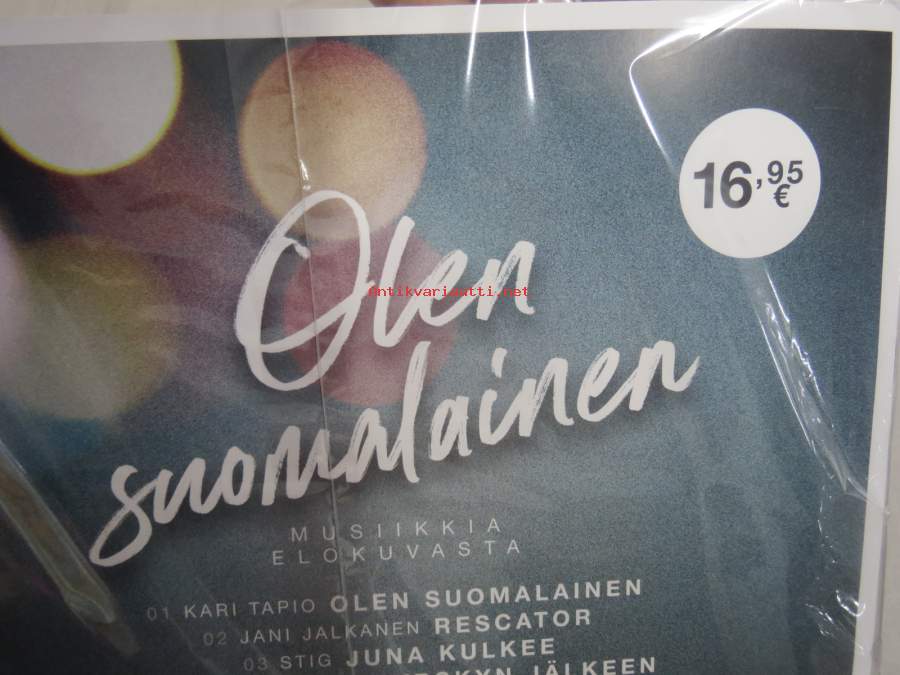 16,95 €
Olen
Antikvariaatti.net
suomalainen
MUSIIKKIA
ELOKUVASTA
01 KARI TAPIO OLEN SUOMALAINEN
02 JANI JALKANEN RESCATOR
03 STIG JUNA KULKEE
JÄLKEEN